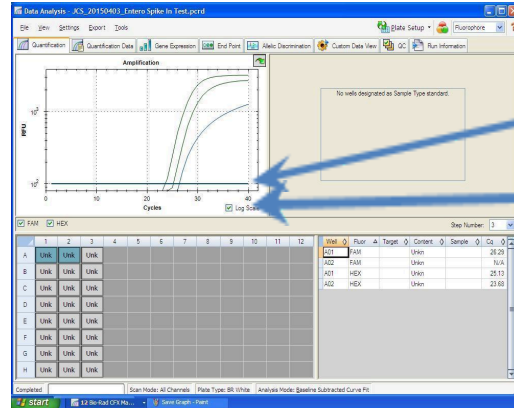 Data Analysis - JCS_20150403_Entero Spike In Test.pcrd
File View Settings Export Tools
Plate Setup Fluorophore ?
Quantification Quantification Data Gene Expression End Point Allelic Discrimination Custom Data View QC Run Information
Amplification
No wells designated as Sample Type standard.
RFU
10³
10²
0 10 20 30 40
Cycles
Log Scale
FAM HEX
Step Number: 3
1 2 3 4 5 6 7 8 9 10 11 12
A Unk Unk Unk
B Unk Unk Unk
C Unk Unk Unk
D Unk Unk Unk
E Unk Unk Unk
F Unk Unk Unk
G Unk Unk Unk
H Unk Unk Unk
Well Fluor Target Content Sample Cq
A01 FAM Unkn 26.29
A02 FAM Unkn N/A
A01 HEX Unkn 25.13
A02 HEX Unkn 23.68
Completed Scan Mode: All Channels Plate Type: BR White Analysis Mode: Baseline Subtracted Curve Fit
start 12 Bio-Rad CFX Ma... Save Graph - Paint